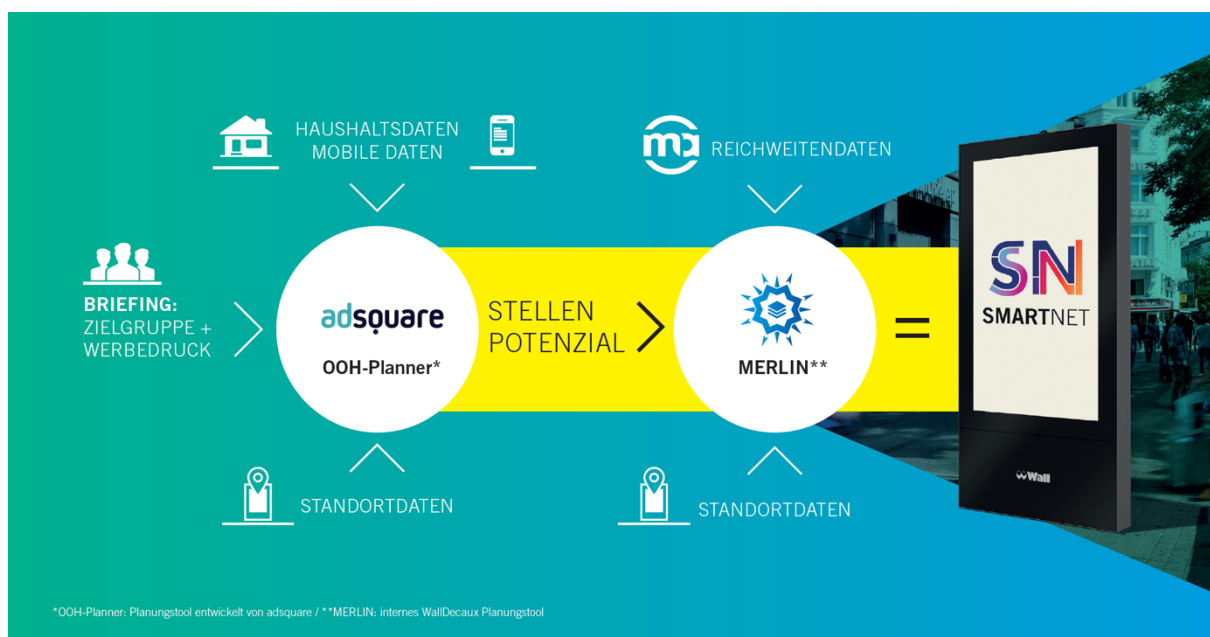 HAUSHALTSDATEN
MOBILE DATEN
ma
REICHWEITENDATEN
BRIEFING:
ZIELGRUPPE +
WERBEDRUCK
adsquare
OOH-Planner*
STELLEN
POTENZIAL
MERLIN**
=
SN
SMARTNET
Wall
STANDORTDATEN
STANDORTDATEN
*OOH-Planner: Planungstool entwickelt von adsquare / **MERLIN: internes WallDecaux Planungstool